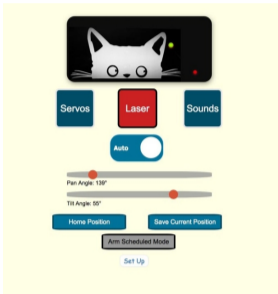 Servos
Laser
Sounds
Auto
Pan Angle: 139°
Tilt Angle: 55°
Home Position
Save Current Position
Arm Scheduled Mode
Set Up